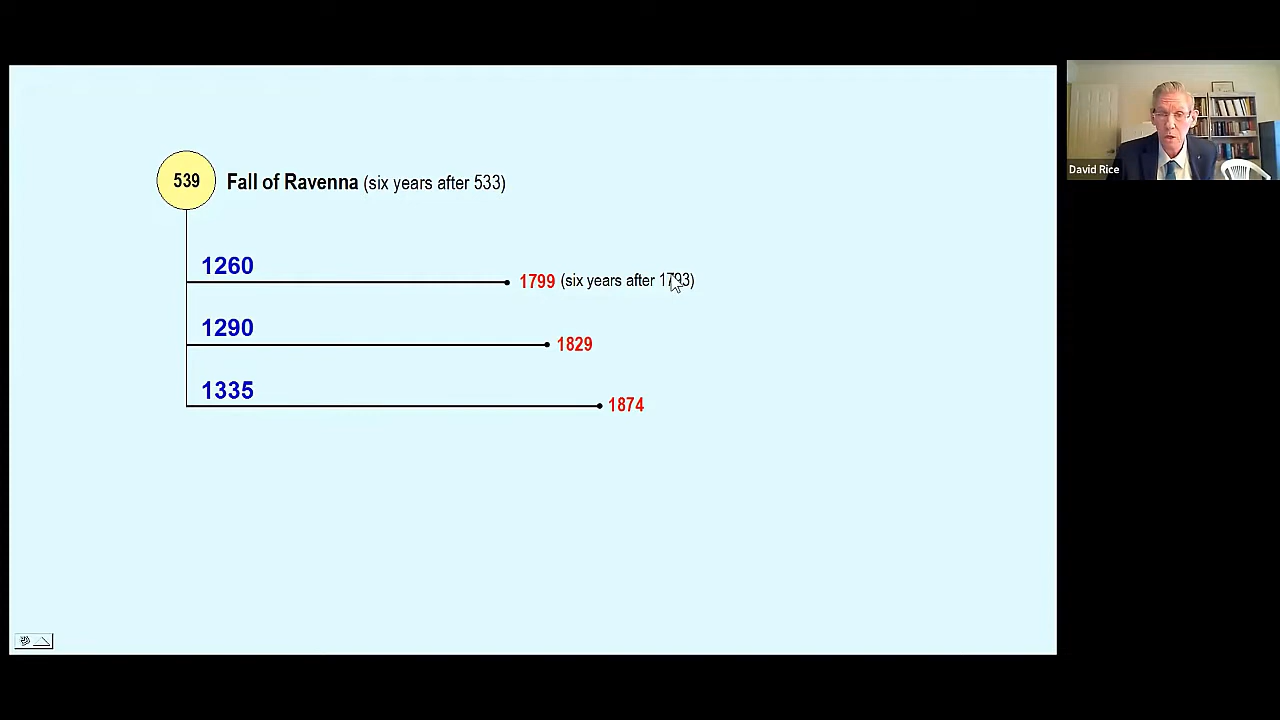 539 Fall of Ravenna (six years after 533)
1260
1799 (six years after 1793)
1290
1829
1335
1874
David Rice